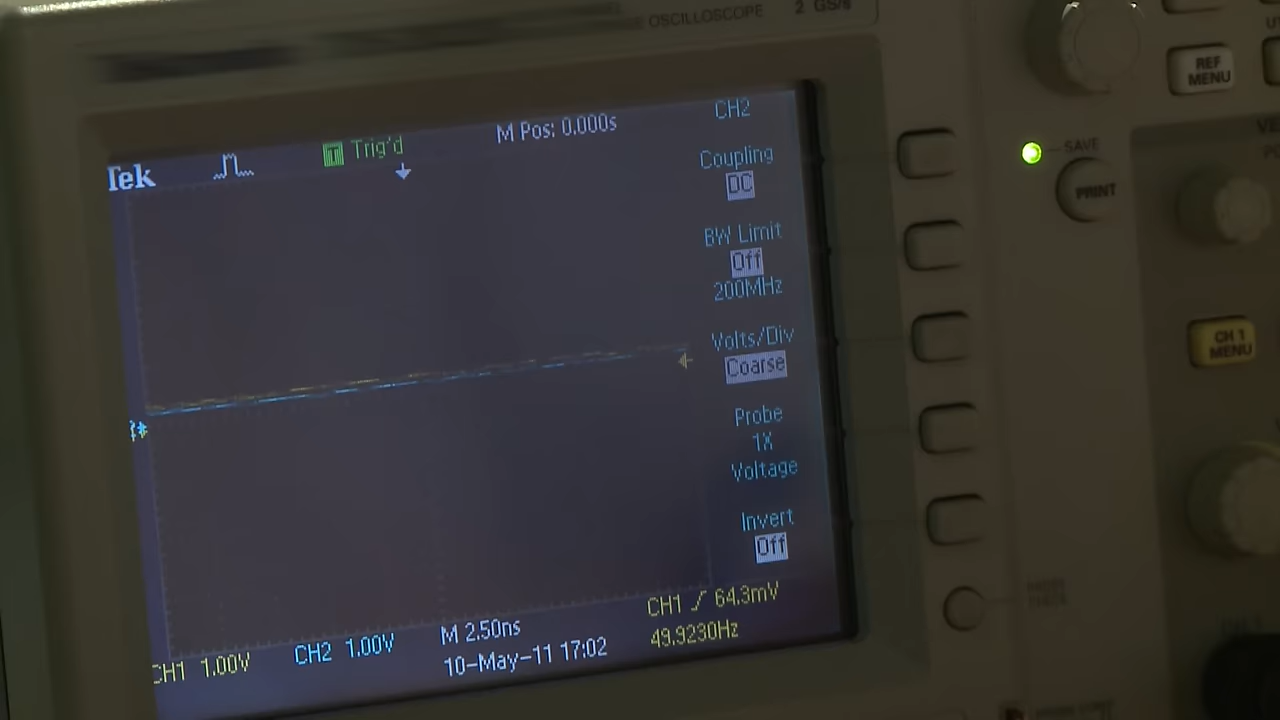 OSCILLOSCOPE 2 GS/s
REF
MENU
SAVE
PRINT
CH 1
MENU
Tek
Trig'd
M Pos: 0.000s
CH2
Coupling
DC
BW Limit
Off
200MHz
Volts/Div
Coarse
Probe
1X
Voltage
Invert
Off
CH1 1.00V
CH2 1.00V
M 2.50ns
CH1 64.3mV
10-May-11 17:02
49.9230Hz